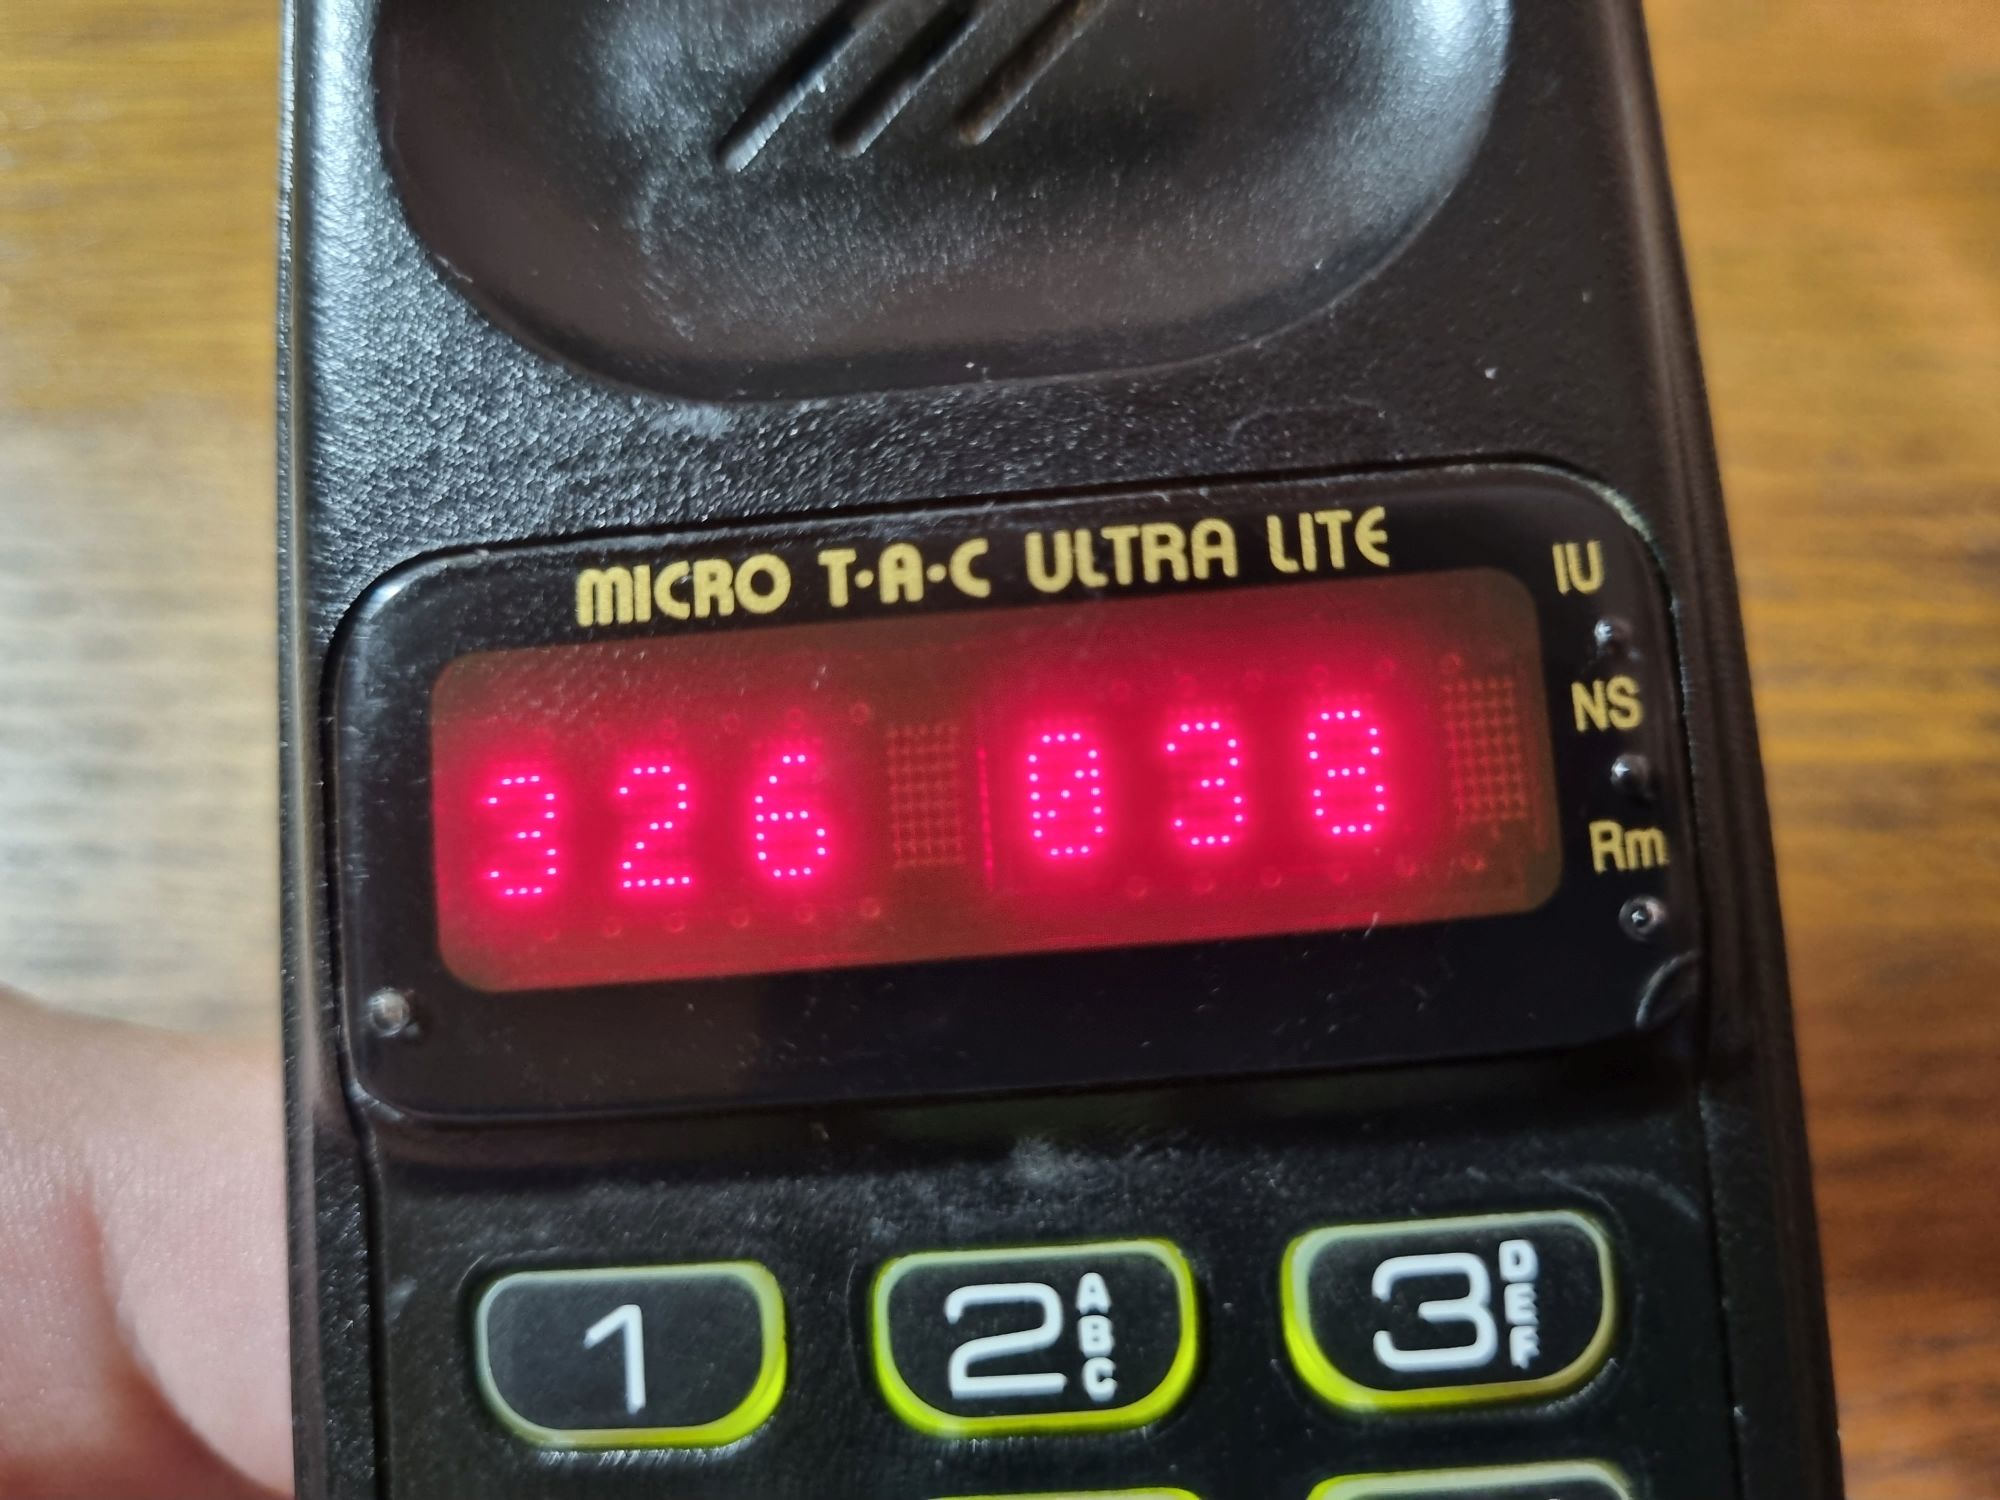 MICRO T·A·C ULTRA LITE
IU
NS
Rm
326 038
1
2 ABC
3 DEF